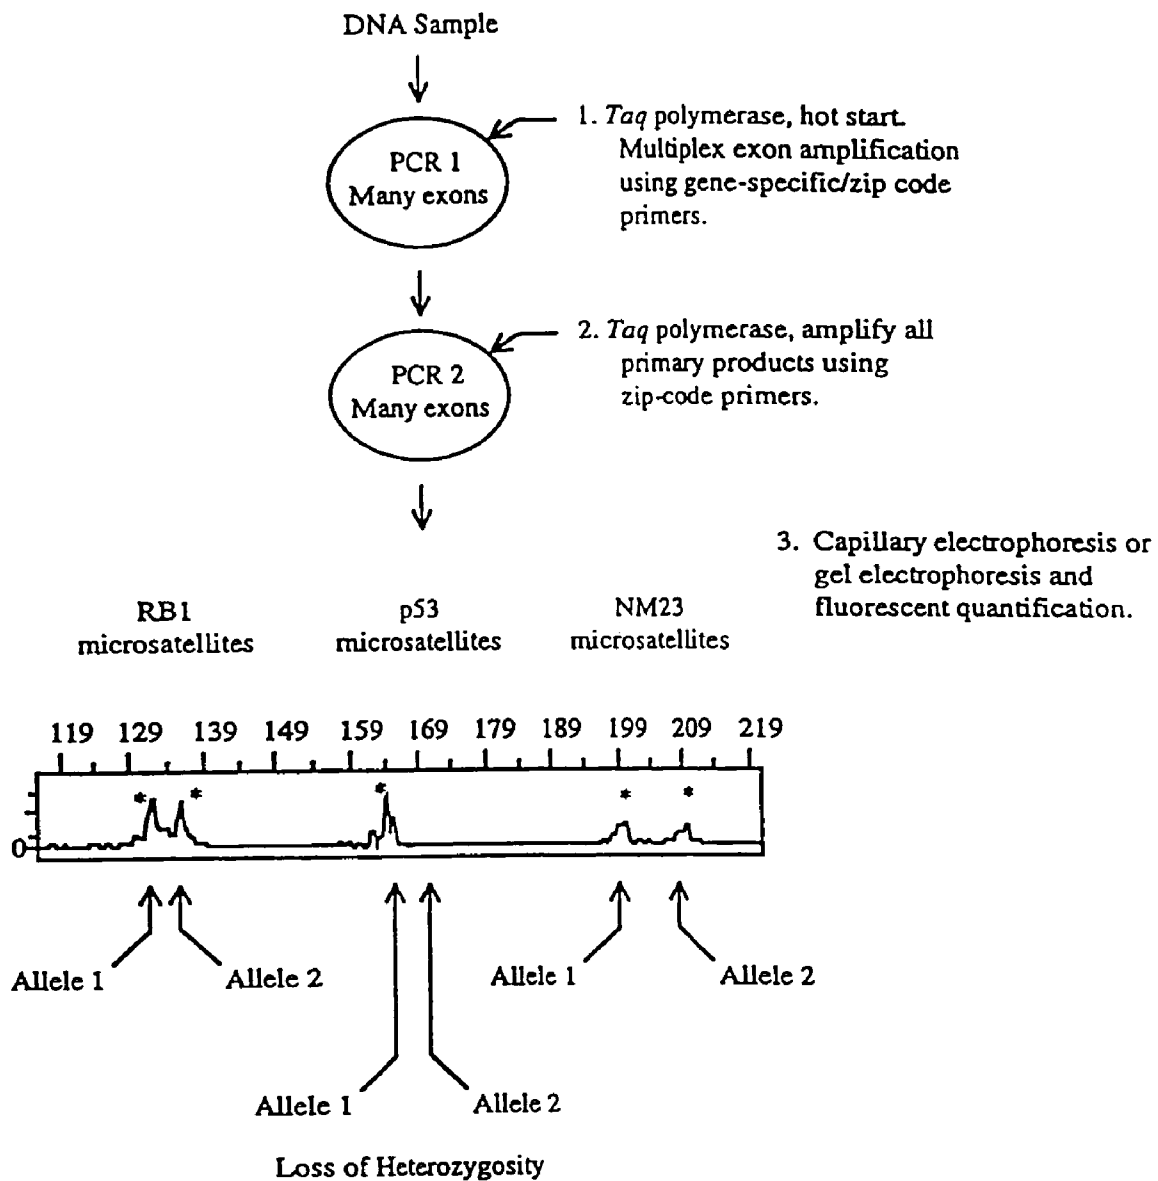 DNA Sample
PCR 1
Many exons
1. Taq polymerase, hot start.
Multiplex exon amplification
using gene-specific/zip code
primers.
PCR 2
Many exons
2. Taq polymerase, amplify all
primary products using
zip-code primers.
3. Capillary electrophoresis or
gel electrophoresis and
fluorescent quantification.
RB1
microsatellites
p53
microsatellites
NM23
microsatellites
119 129 139 149 159 169 179 189 199 209 219
* * * * *
0
Allele 1 Allele 2 Allele 1 Allele 2
Allele 1 Allele 2
Loss of Heterozygosity